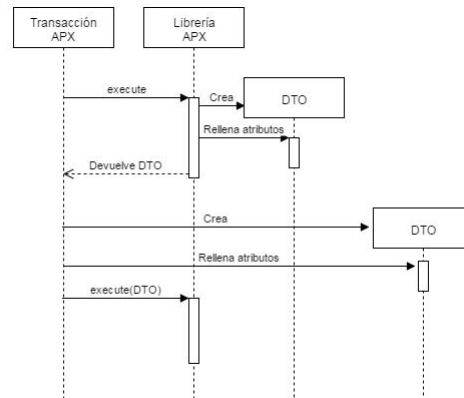 Transacción
APX
Librería
APX
execute
Crea
DTO
Rellena atributos
Devuelve DTO
Crea
DTO
Rellena atributos
execute(DTO)